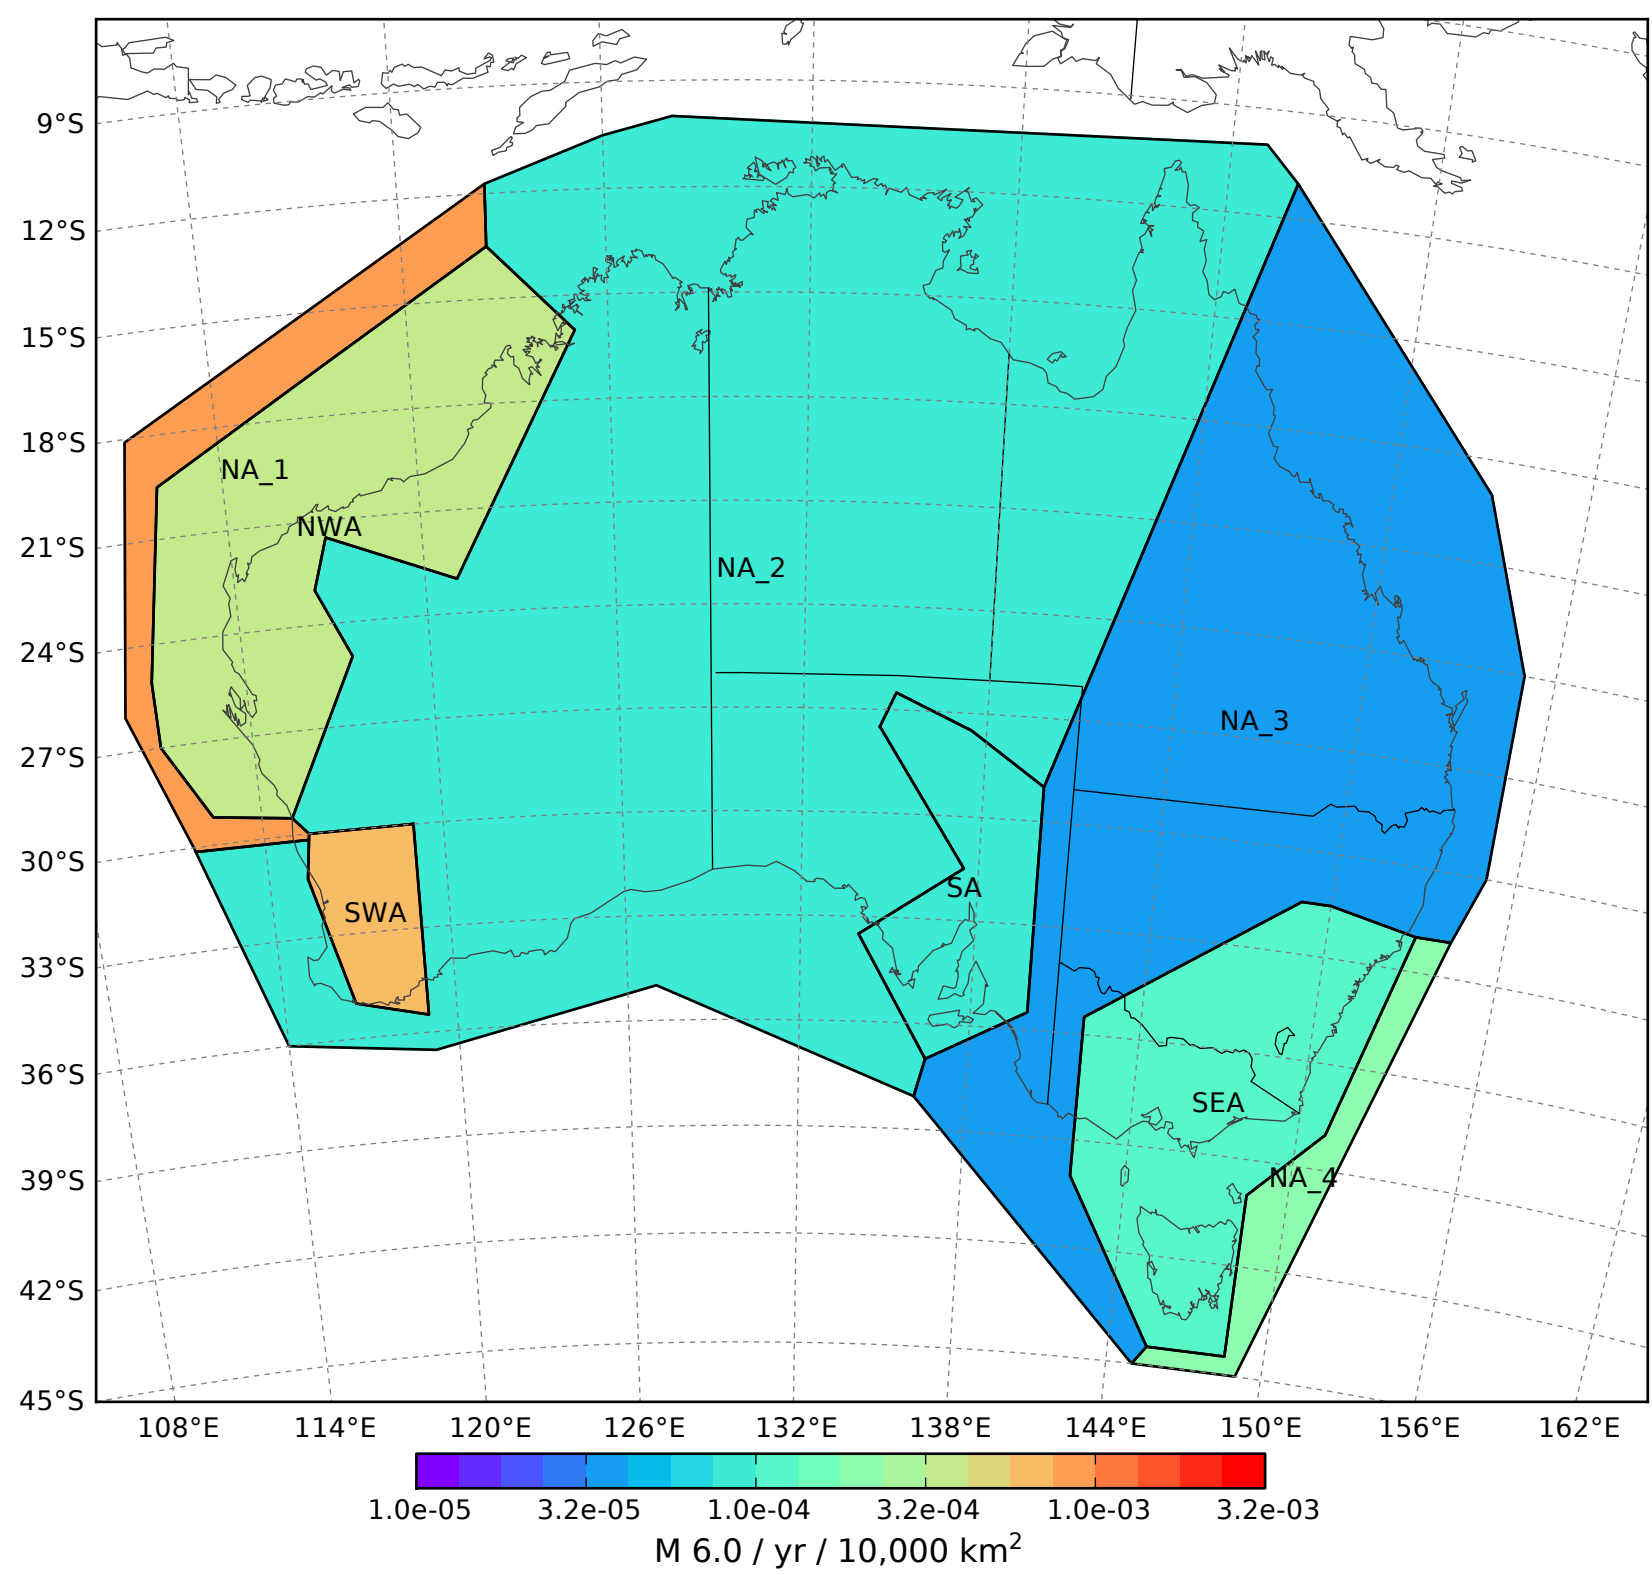 9°S
12°S
15°S
18°S
NA_1
NWA
21°S
NA_2
24°S
NA_3
27°S
30°S
SA
SWA
33°S
36°S
SEA
39°S
NA_4
42°S
45°S
108°E 114°E 120°E 126°E 132°E 138°E 144°E 150°E 156°E 162°E
1.0e-05 3.2e-05 1.0e-04 3.2e-04 1.0e-03 3.2e-03
M 6.0 / yr / 10,000 km²